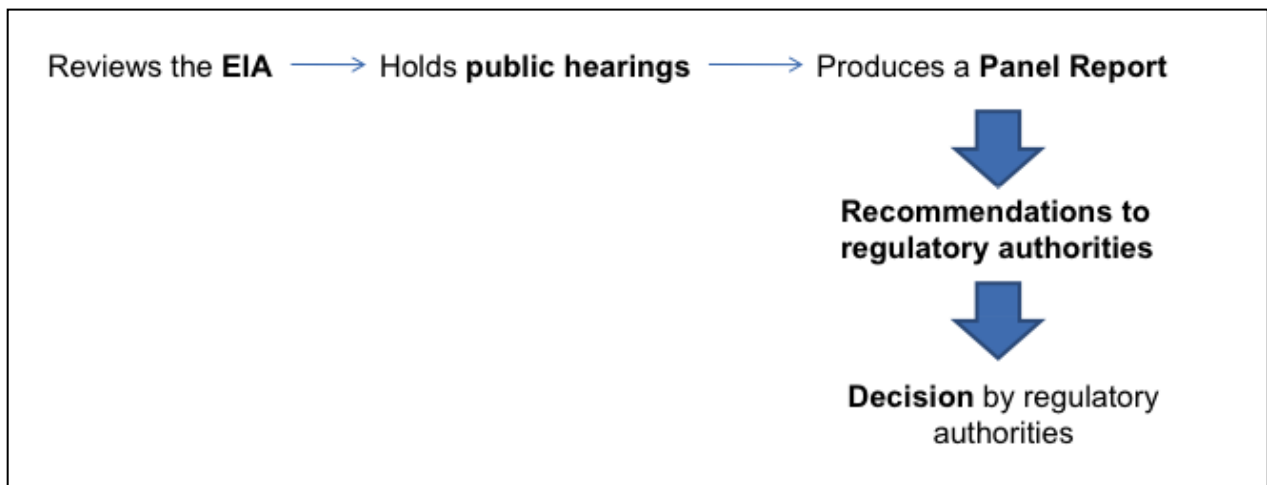 Reviews the EIA
Holds public hearings
Produces a Panel Report
Recommendations to
regulatory authorities
Decision by regulatory
authorities